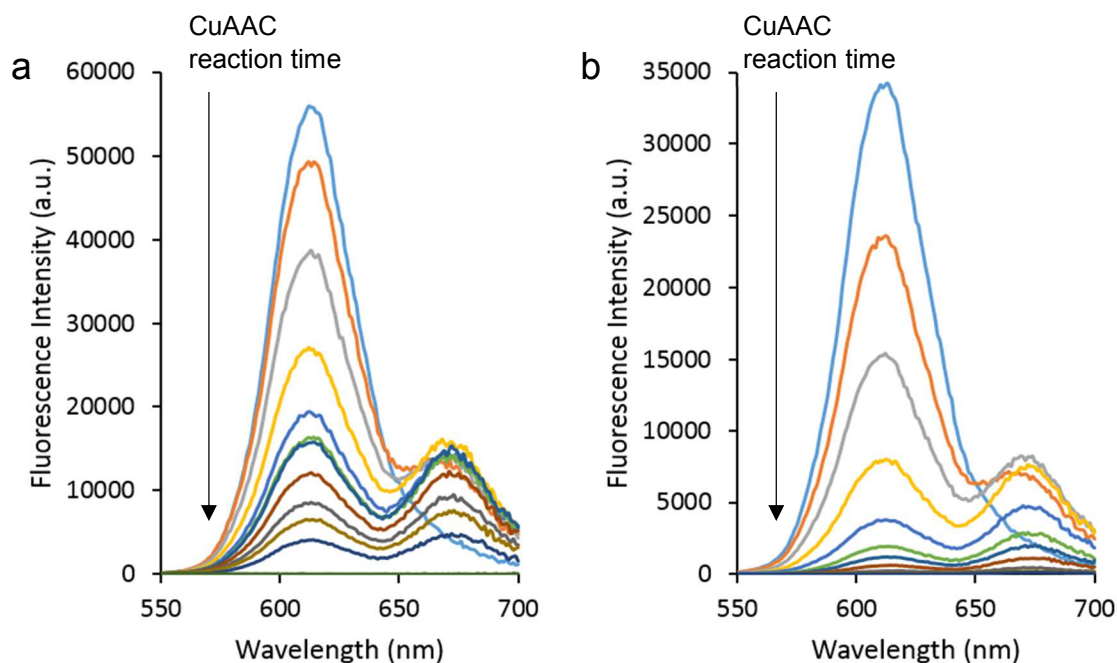 CuAAC
reaction time
a
60000
50000
40000
30000
20000
10000
0
550
600
650
700
Fluorescence Intensity (a.u.)
Wavelength (nm)
CuAAC
reaction time
b
35000
30000
25000
20000
15000
10000
5000
0
550
600
650
700
Fluorescence Intensity (a.u.)
Wavelength (nm)